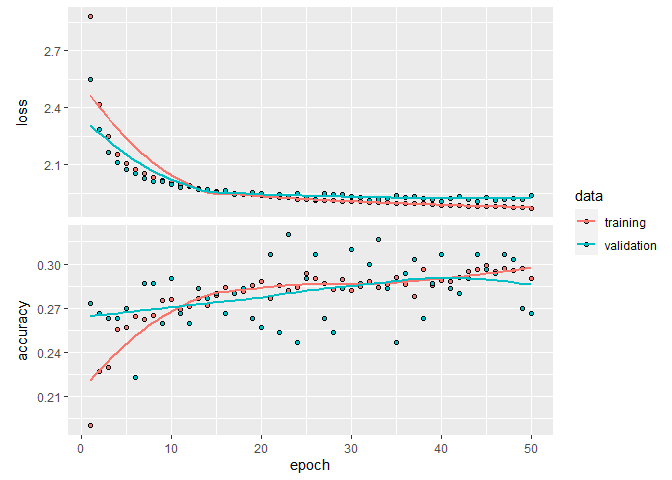 2.7
2.4
2.1
loss
0.30
0.27
0.24
0.21
accuracy
0 10 20 30 40 50
epoch
data
training
validation